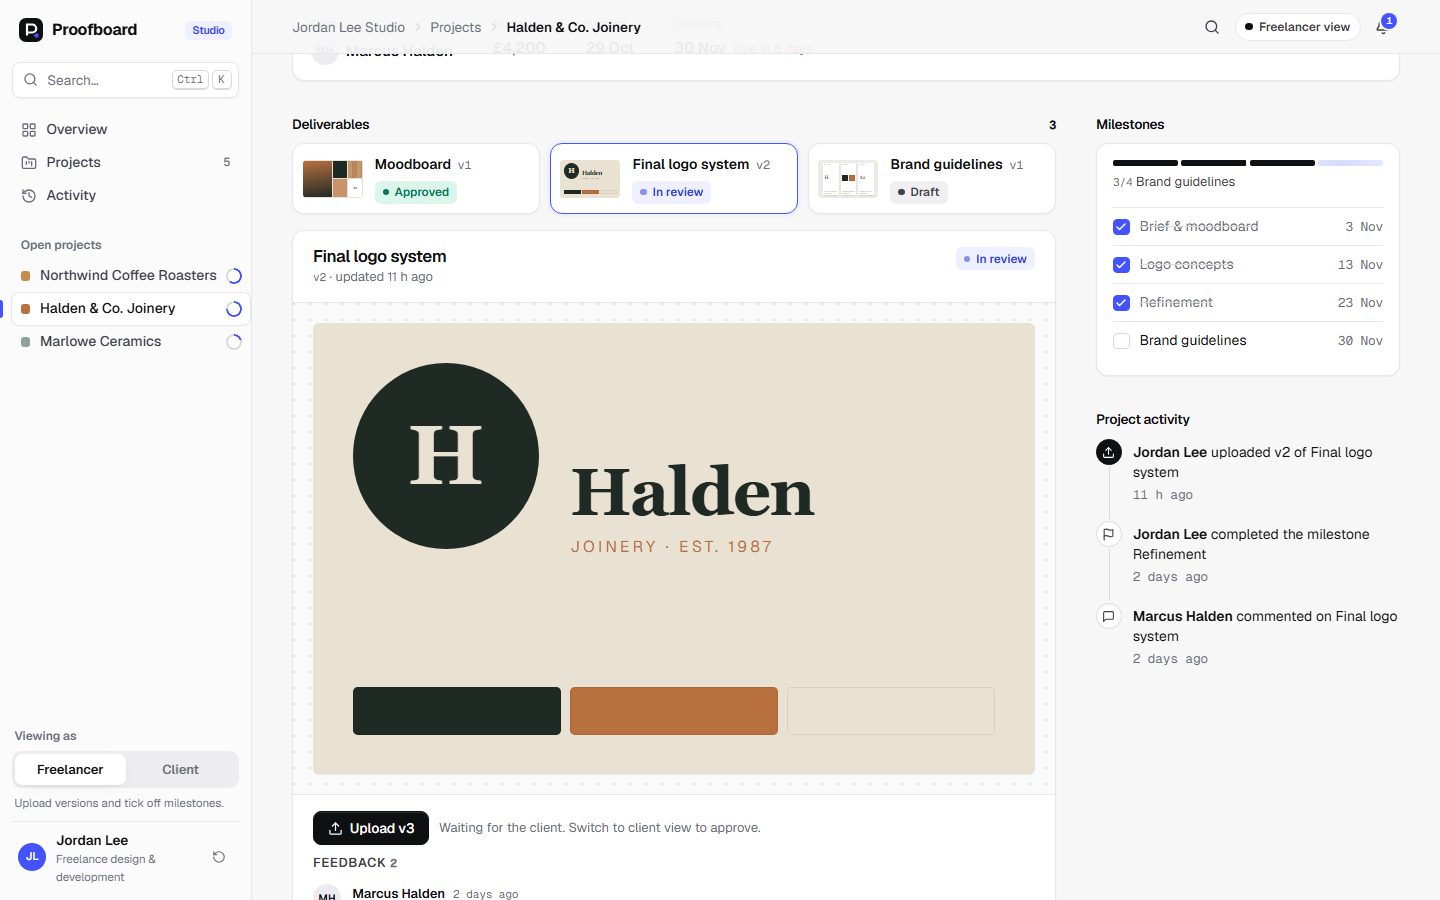 Proofboard
Studio
Search...
Ctrl K
Overview
Projects 5
Activity
Open projects
Northwind Coffee Roasters
Halden & Co. Joinery
Marlowe Ceramics
Viewing as
Freelancer Client
Upload versions and tick off milestones.
JL
Jordan Lee
Freelance design &
development
Jordan Lee Studio Projects Halden & Co. Joinery
Freelancer view
1
Deadline
MH Marcus Halden £4,200 29 Oct 30 Nov Due in 5 days
Deliverables 3
Moodboard v1
Approved
Final logo system v2
In review
Brand guidelines v1
Draft
Final logo system
v2 · updated 11 h ago
In review
H
Halden
JOINERY · EST. 1987
Upload v3
Waiting for the client. Switch to client view to approve.
FEEDBACK 2
MH Marcus Halden 2 days ago
Milestones
3/4 Brand guidelines
Brief & moodboard 3 Nov
Logo concepts 13 Nov
Refinement 23 Nov
Brand guidelines 30 Nov
Project activity
Jordan Lee uploaded v2 of Final logo
system
11 h ago
Jordan Lee completed the milestone
Refinement
2 days ago
Marcus Halden commented on Final logo
system
2 days ago